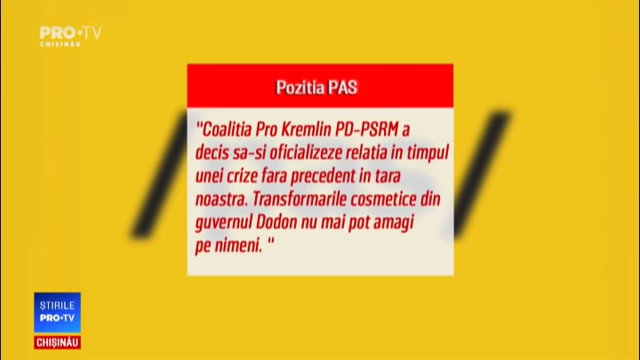 PRO•TV
CHIȘINĂU
Pozitia PAS
"Coalitia Pro Kremlin PD-PSRM a
decis sa-si oficializeze relatia in timpul
unei crize fara precedent in tara
noastra. Transformarile cosmetice din
guvernul Dodon nu mai pot amagi
pe nimeni. "
ȘTIRILE
PRO•TV
CHIȘINĂU